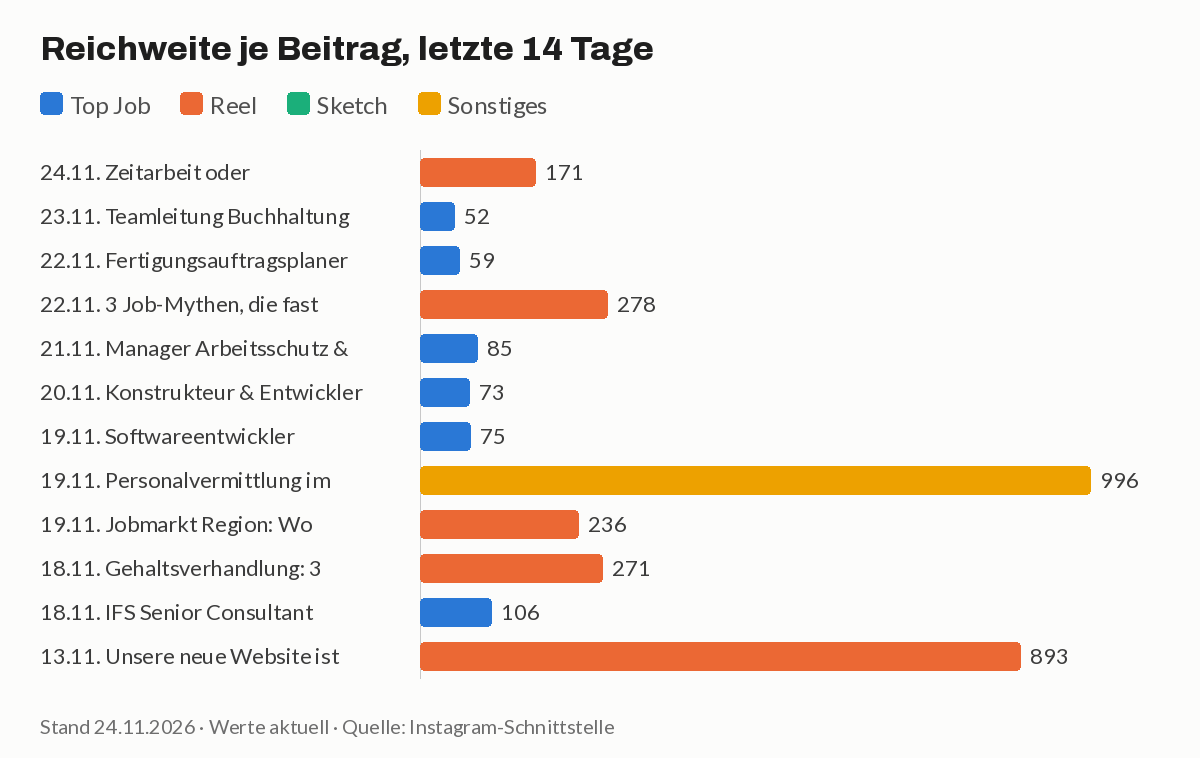 Reichweite je Beitrag, letzte 14 Tage
Top Job Reel Sketch Sonstiges
24.11. Zeitarbeit oder 171
23.11. Teamleitung Buchhaltung 52
22.11. Fertigungsauftragsplaner 59
22.11. 3 Job-Mythen, die fast 278
21.11. Manager Arbeitsschutz & 85
20.11. Konstrukteur & Entwickler 73
19.11. Softwareentwickler 75
19.11. Personalvermittlung im 996
19.11. Jobmarkt Region: Wo 236
18.11. Gehaltsverhandlung: 3 271
18.11. IFS Senior Consultant 106
13.11. Unsere neue Website ist 893
Stand 24.11.2026 · Werte aktuell · Quelle: Instagram-Schnittstelle